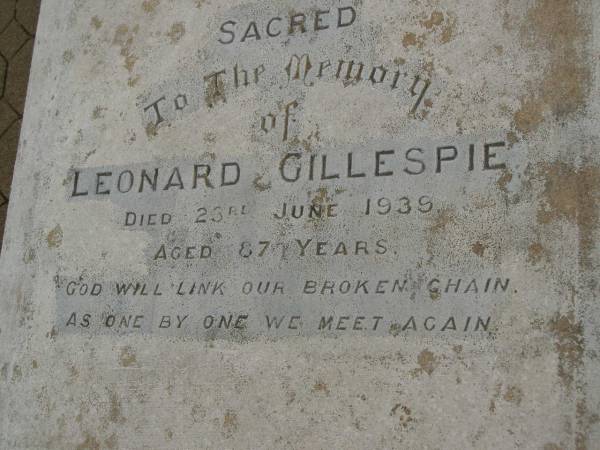 SACRED
To The Memory
of
LEONARD GILLESPIE
DIED 23RD JUNE 1939
AGED 87 YEARS.
GOD WILL LINK OUR BROKEN CHAIN.
AS ONE BY ONE WE MEET AGAIN.